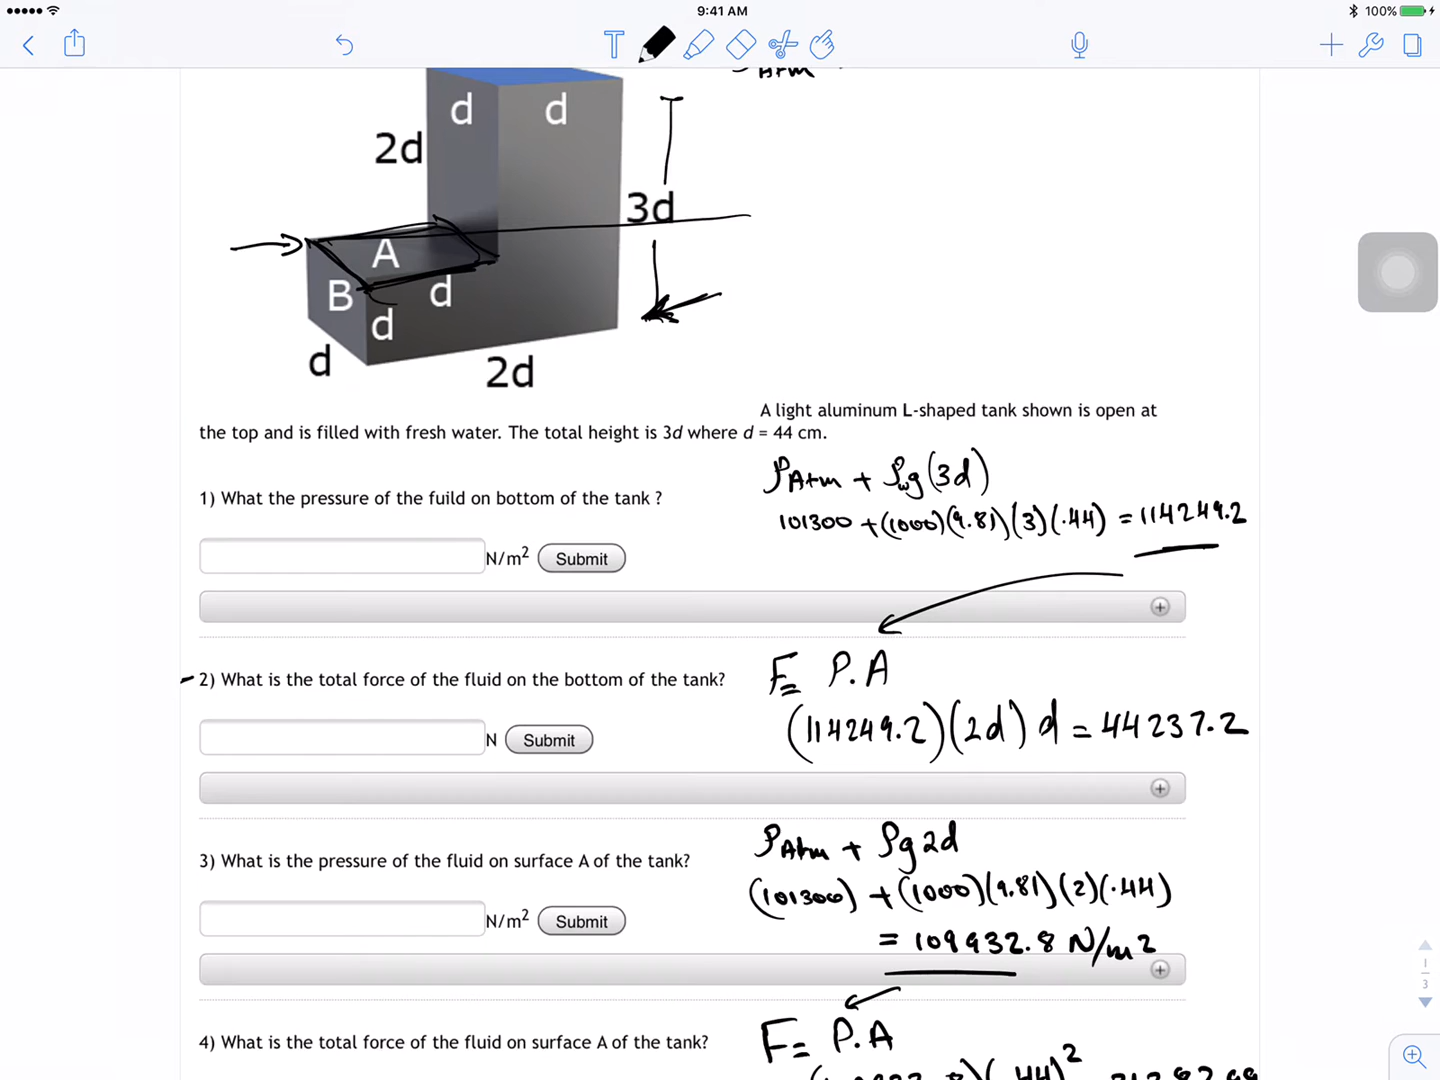 9:41 AM
100%
T
Atm
d d
2d
3d
A
B d
d
d 2d
A light aluminum L-shaped tank shown is open at
the top and is filled with fresh water. The total height is 3d where d = 44 cm.
PAtm + ρwg(3d)
1) What the pressure of the fuild on bottom of the tank ?
101300 + (1000)(9.81)(3)(.44) = 114249.2
N/m2 Submit
F= P.A
2) What is the total force of the fluid on the bottom of the tank?
(114249.2)(2d) d = 44237.2
N Submit
PAtm + ρg2d
3) What is the pressure of the fluid on surface A of the tank?
(101300) + (1000)(9.81)(2)(.44)
N/m2 Submit
= 109932.8 N/m2
F= P.A
4) What is the total force of the fluid on surface A of the tank?
1
3